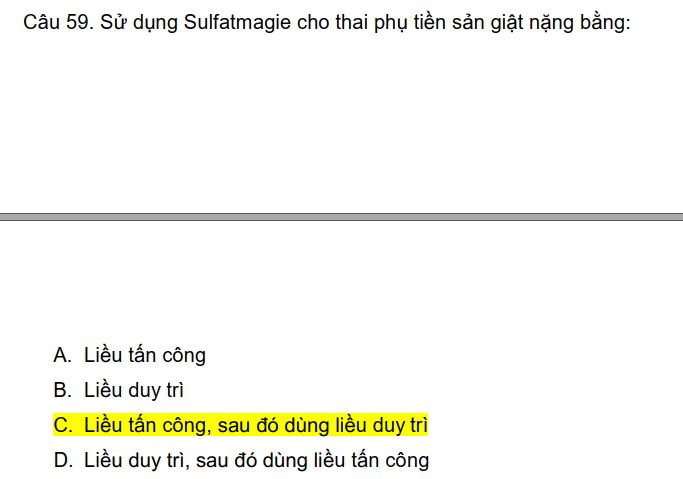 Câu 59. Sử dụng Sulfatmagie cho thai phụ tiền sản giật nặng bằng:
A. Liều tấn công
B. Liều duy trì
C. Liều tấn công, sau đó dùng liều duy trì
D. Liều duy trì, sau đó dùng liều tấn công